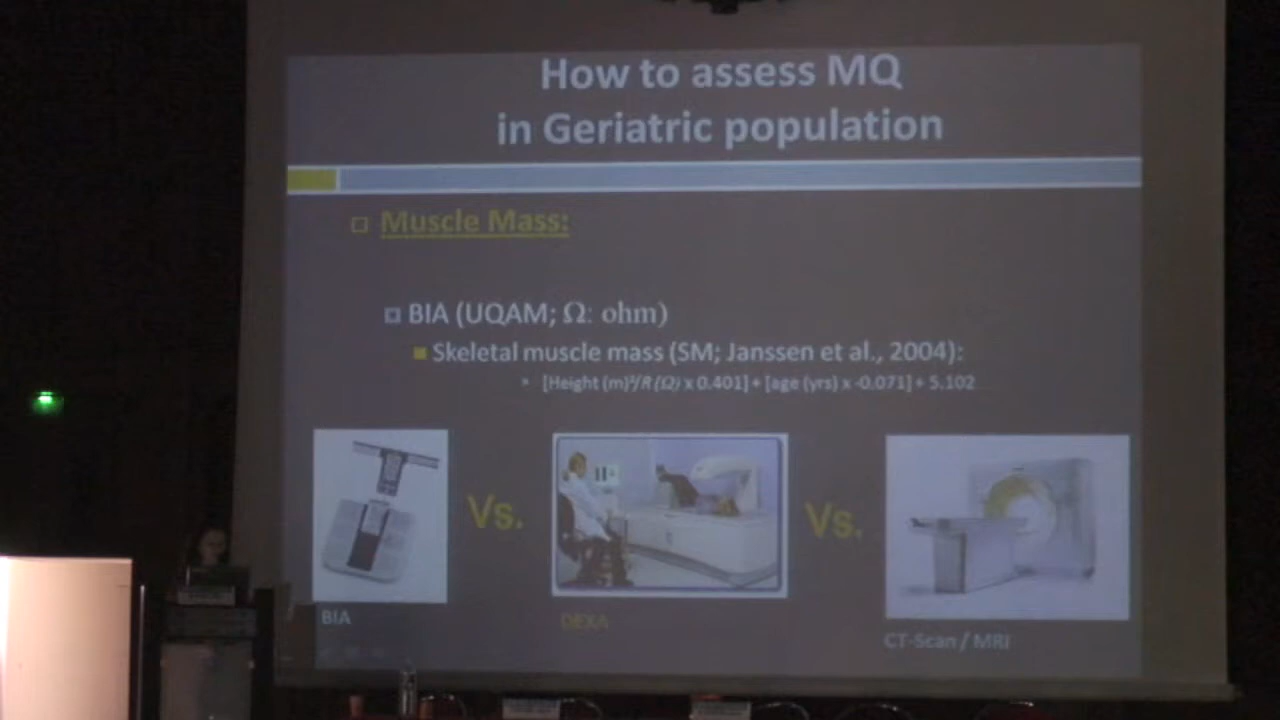 How to assess MQ
in Geriatric population
Muscle Mass:
BIA (UQAM; Ω: ohm)
Skeletal muscle mass (SM; Janssen et al., 2004):
[Height (m)²/R (Ω) x 0.401] + [age (yrs) x -0.071] + 5.102
Vs.
Vs.
BIA
DEXA
CT-Scan / MRI